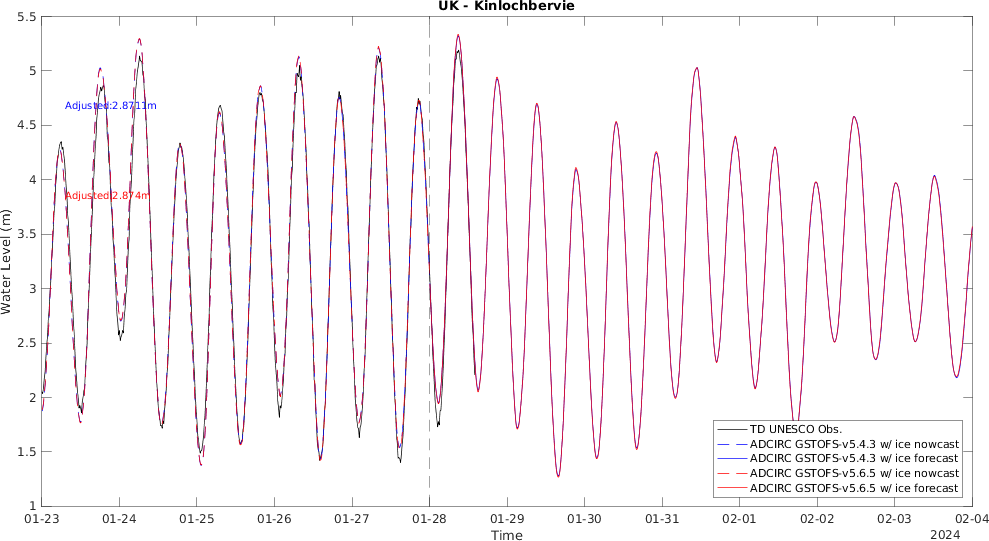 UK - Kinlochbervie
5.5
5
4.5
4
3.5
3
2.5
2
1.5
1
Water Level (m)
Adjusted:2.8711m
Adjusted:2.874m
TD UNESCO Obs.
ADCIRC GSTOFS-v5.4.3 w/ ice nowcast
ADCIRC GSTOFS-v5.4.3 w/ ice forecast
ADCIRC GSTOFS-v5.6.5 w/ ice nowcast
ADCIRC GSTOFS-v5.6.5 w/ ice forecast
01-23 01-24 01-25 01-26 01-27 01-28 01-29 01-30 01-31 02-01 02-02 02-03 02-04
Time
2024